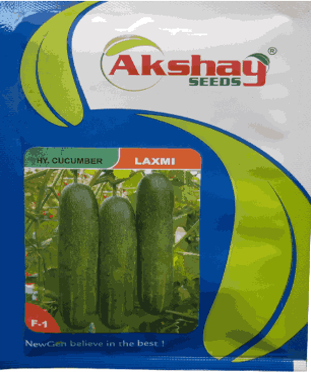 Akshay®
SEEDS
HY. CUCUMBER
LAXMI
F-1
NewGen believe in the best !